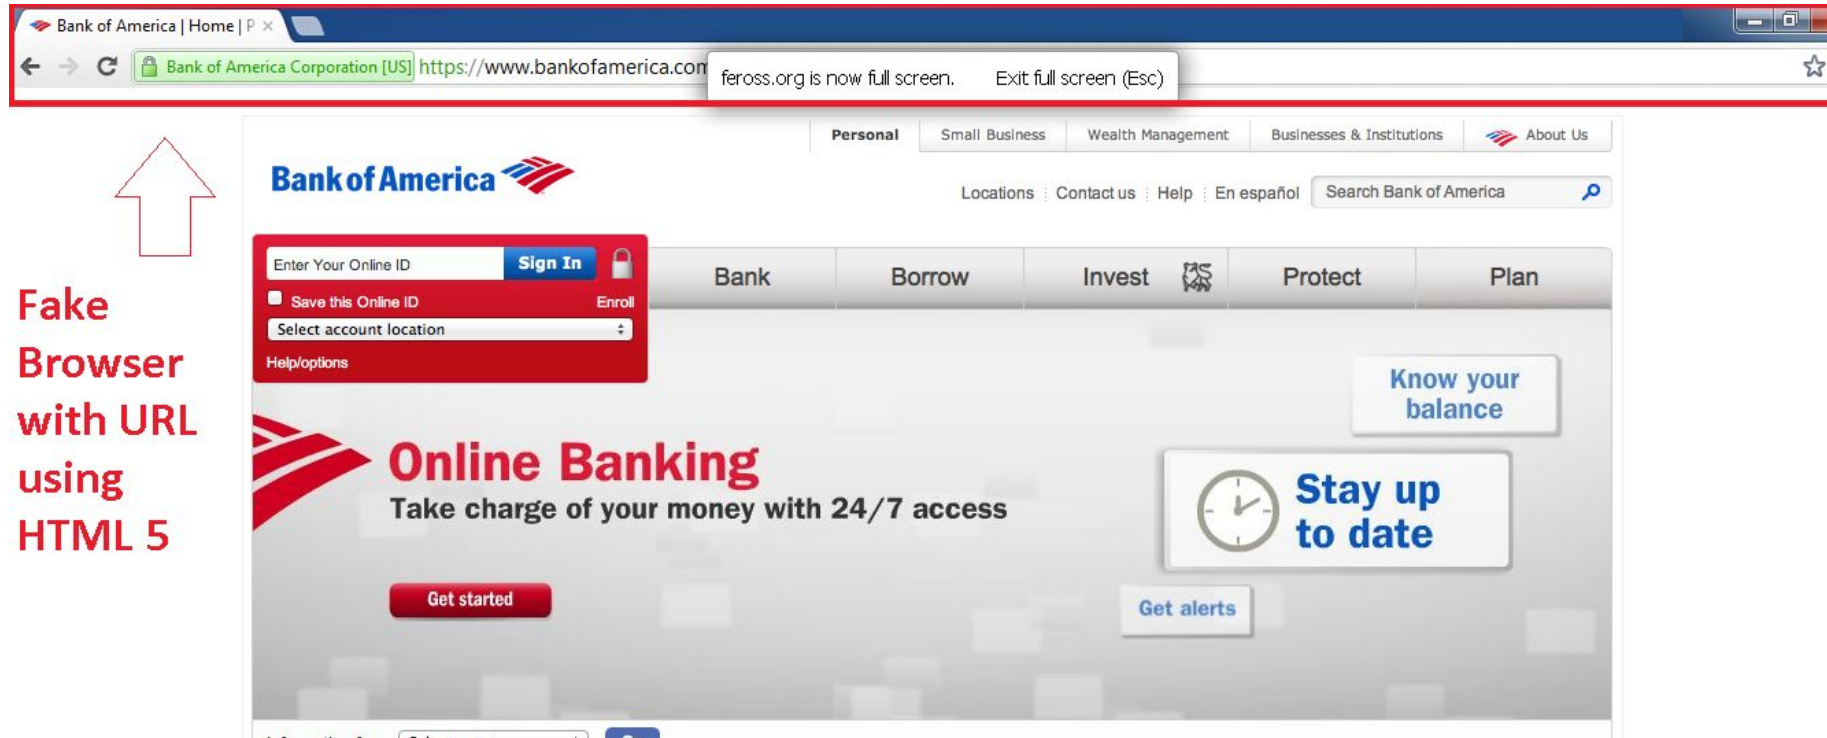 Bank of America | Home | P
Bank of America Corporation [US] https://www.bankofamerica.com
feross.org is now full screen. Exit full screen (Esc)
Personal Small Business Wealth Management Businesses & Institutions About Us
Bank of America
Locations Contact us Help En español Search Bank of America
Enter Your Online ID Sign In
Save this Online ID Enroll
Select account location
Help/options
Bank Borrow Invest Protect Plan
Fake
Browser
with URL
using
HTML 5
Know your
balance
Online Banking
Take charge of your money with 24/7 access
Stay up
to date
Get started
Get alerts